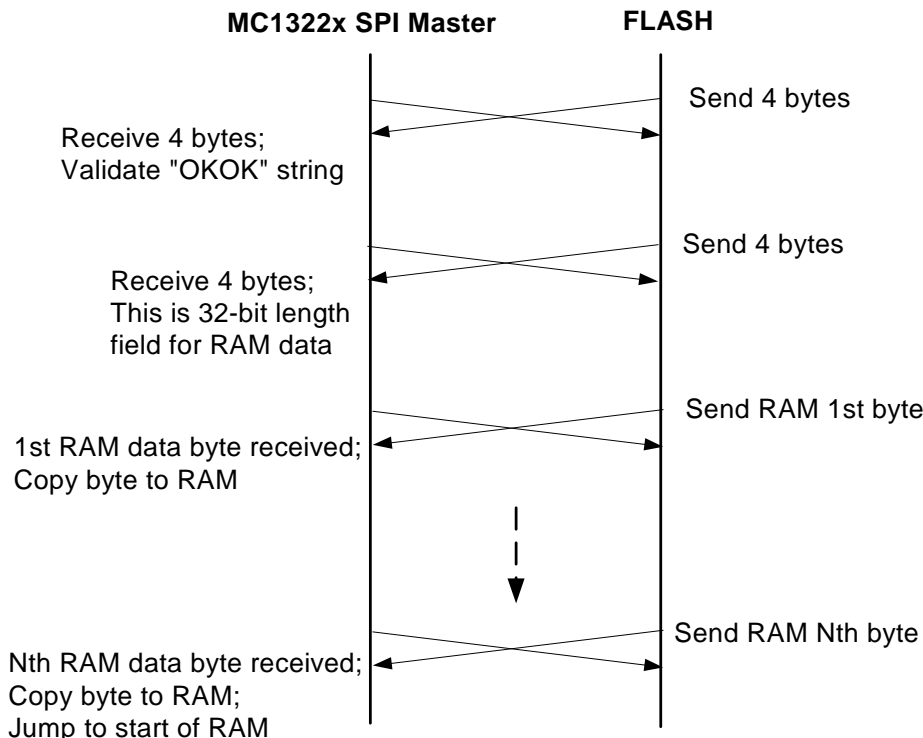 MC1322x SPI Master
FLASH
Send 4 bytes
Receive 4 bytes;
Validate "OKOK" string
Send 4 bytes
Receive 4 bytes;
This is 32-bit length
field for RAM data
Send RAM 1st byte
1st RAM data byte received;
Copy byte to RAM
Send RAM Nth byte
Nth RAM data byte received;
Copy byte to RAM;
Jump to start of RAM